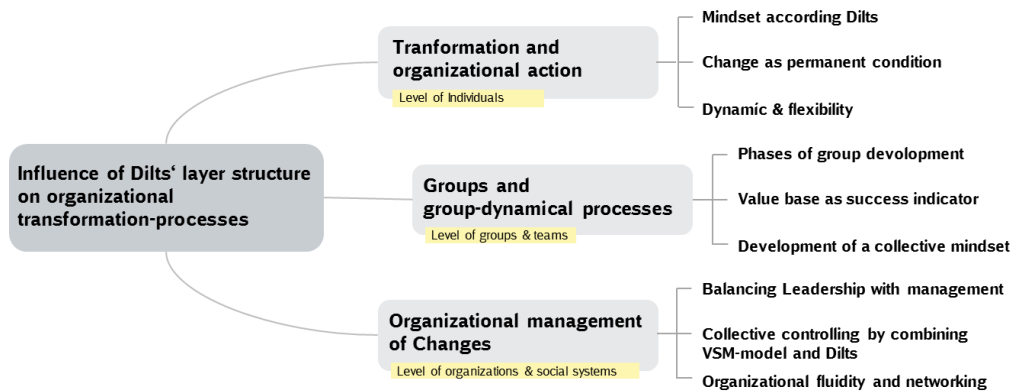 Influence of Dilts‘ layer structure
on organizational
transformation-processes
Tranformation and
organizational action
Level of Individuals
Mindset according Dilts
Change as permanent condition
Dynamic & flexibility
Groups and
group-dynamical processes
Level of groups & teams
Phases of group devolopment
Value base as success indicator
Development of a collective mindset
Organizational management
of Changes
Level of organizations & social systems
Balancing Leadership with management
Collective controlling by combining
VSM-model and Dilts
Organizational fluidity and networking